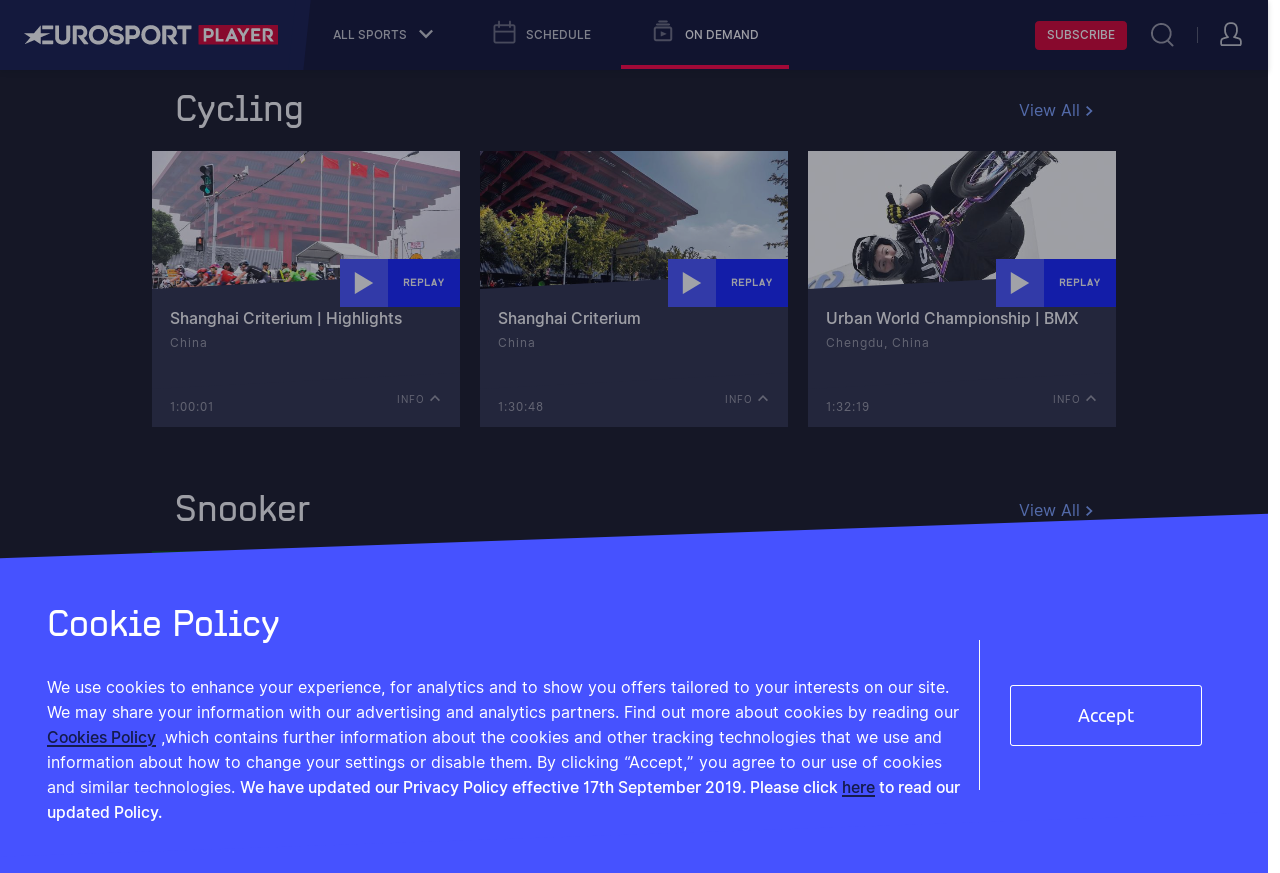 EUROSPORT PLAYER
ALL SPORTS
SCHEDULE
ON DEMAND
SUBSCRIBE
Cycling
View All
REPLAY
REPLAY
REPLAY
Shanghai Criterium | Highlights
China
1:00:01
INFO
Shanghai Criterium
China
1:30:48
INFO
Urban World Championship | BMX
Chengdu, China
1:32:19
INFO
Snooker
View All
Cookie Policy
We use cookies to enhance your experience, for analytics and to show you offers tailored to your interests on our site.
We may share your information with our advertising and analytics partners. Find out more about cookies by reading our
Cookies Policy ,which contains further information about the cookies and other tracking technologies that we use and
information about how to change your settings or disable them. By clicking “Accept,” you agree to our use of cookies
and similar technologies. We have updated our Privacy Policy effective 17th September 2019. Please click here to read our
updated Policy.
Accept